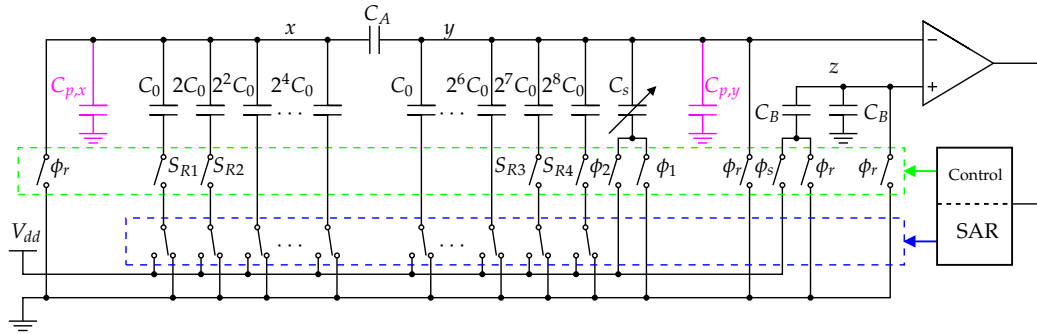 x C_A y
C_{p,x} C_0 2C_0 2^2C_0 2^4C_0 C_0 2^6C_0 2^7C_0 2^8C_0 C_s C_{p,y} z
... ... C_B C_B
− +
ϕ_r S_{R1} S_{R2} S_{R3} S_{R4} ϕ_2 ϕ_1 ϕ_r ϕ_s ϕ_r ϕ_r Control
V_{dd} ... ... SAR